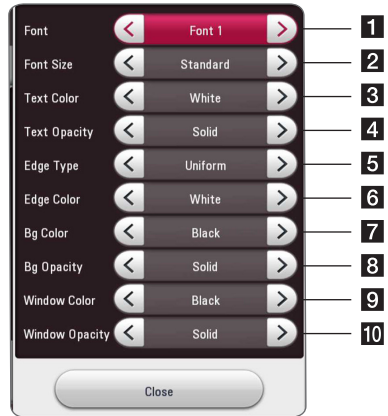 Font Font 1 1
Font Size Standard 2
Text Color White 3
Text Opacity Solid 4
Edge Type Uniform 5
Edge Color White 6
Bg Color Black 7
Bg Opacity Solid 8
Window Color Black 9
Window Opacity Solid 10
Close